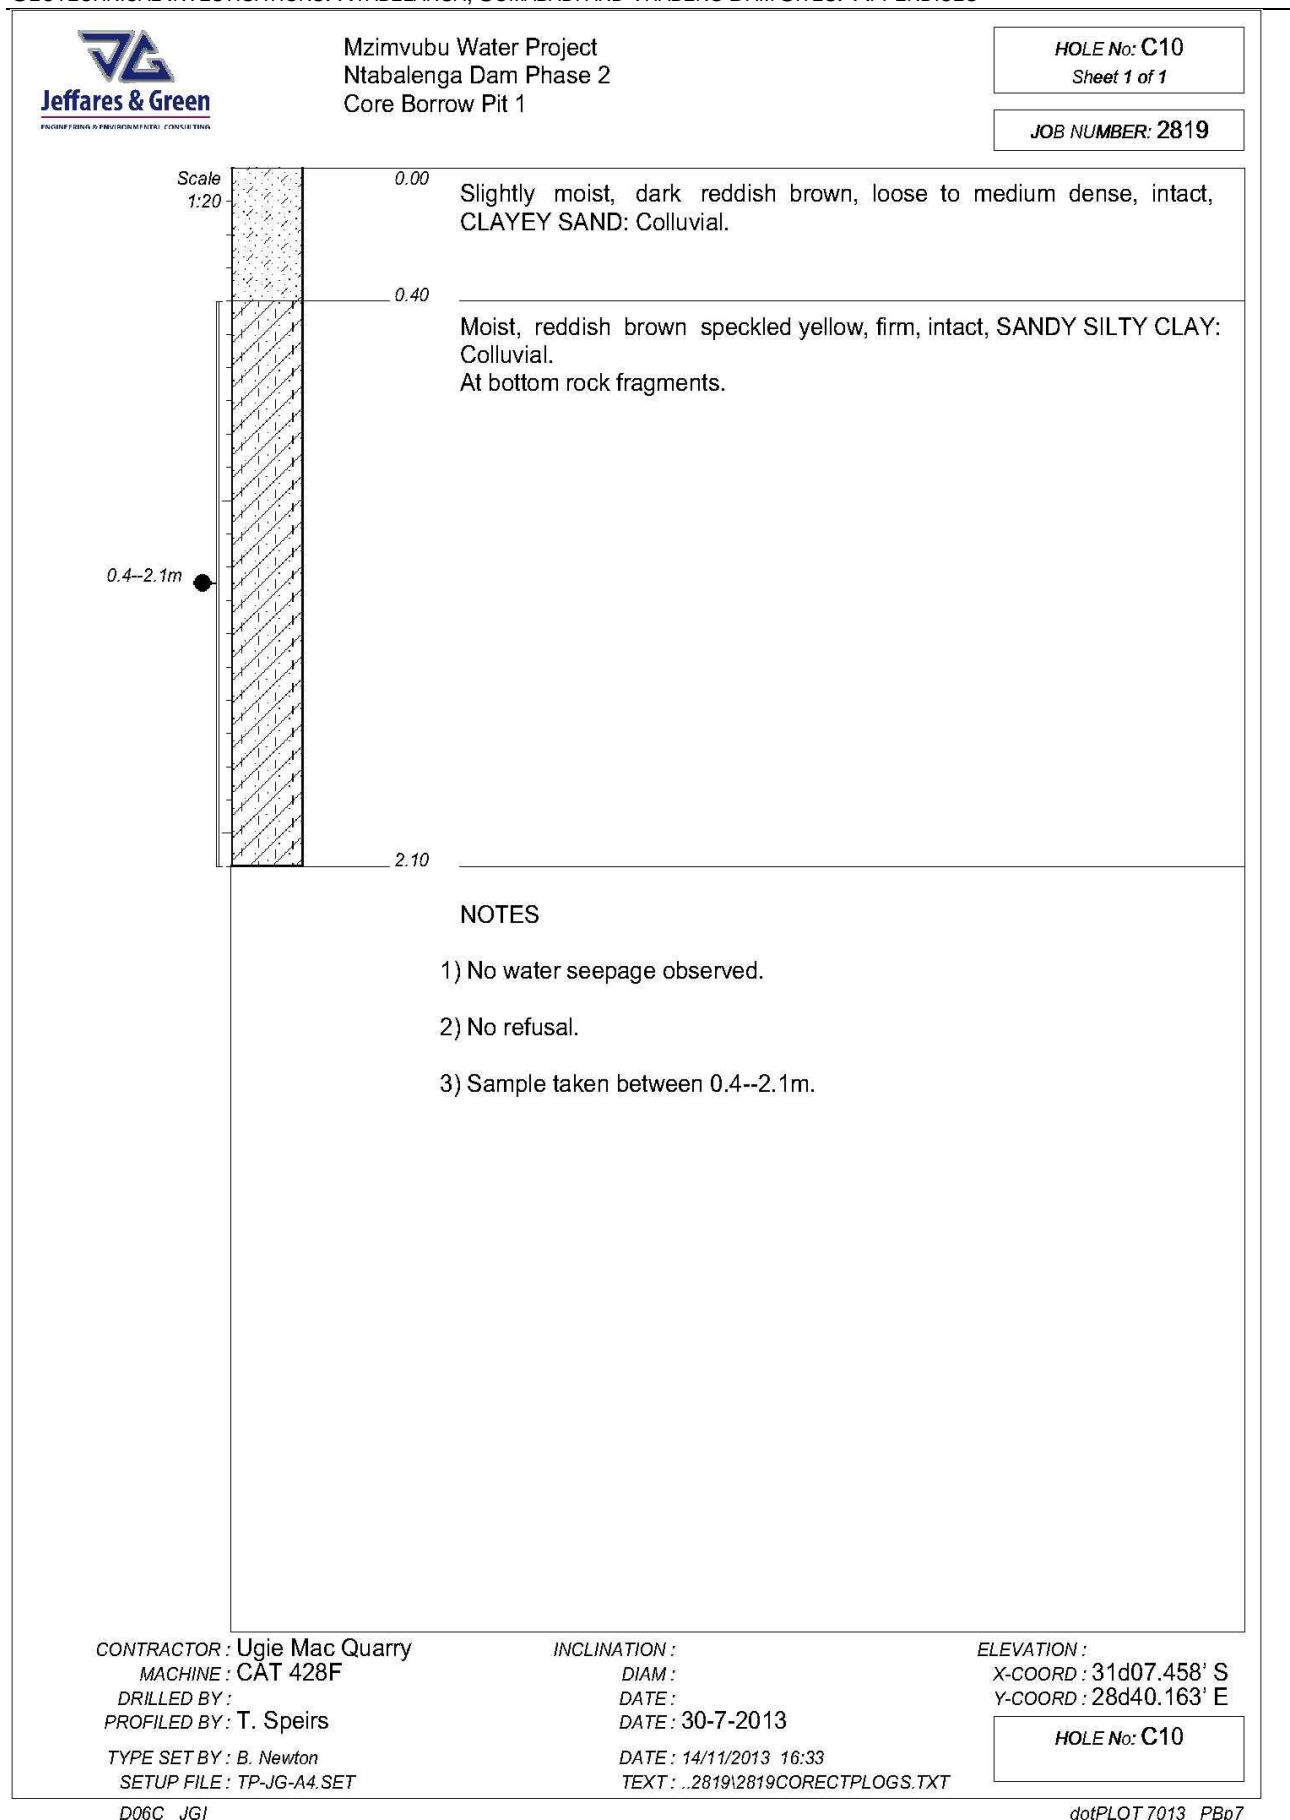 Jeffares & Green
ENGINEERING & ENVIRONMENTAL CONSULTING
Mzimvubu Water Project
Ntabalenga Dam Phase 2
Core Borrow Pit 1
HOLE No: C10
Sheet 1 of 1
JOB NUMBER: 2819
Scale
1:20
0.00
Slightly moist, dark reddish brown, loose to medium dense, intact,
CLAYEY SAND: Colluvial.
0.40
Moist, reddish brown speckled yellow, firm, intact, SANDY SILTY CLAY:
Colluvial.
At bottom rock fragments.
0.4--2.1m
2.10
NOTES
1) No water seepage observed.
2) No refusal.
3) Sample taken between 0.4--2.1m.
CONTRACTOR : Ugie Mac Quarry
MACHINE : CAT 428F
DRILLED BY :
PROFILED BY : T. Speirs
TYPE SET BY : B. Newton
SETUP FILE : TP-JG-A4.SET
INCLINATION :
DIAM :
DATE :
DATE : 30-7-2013
DATE : 14/11/2013 16:33
TEXT : ..2819\2819CORECTPLOGS.TXT
ELEVATION :
X-COORD : 31d07.458' S
Y-COORD : 28d40.163' E
HOLE No: C10
D06C JGI
dotPLOT 7013 PBp7